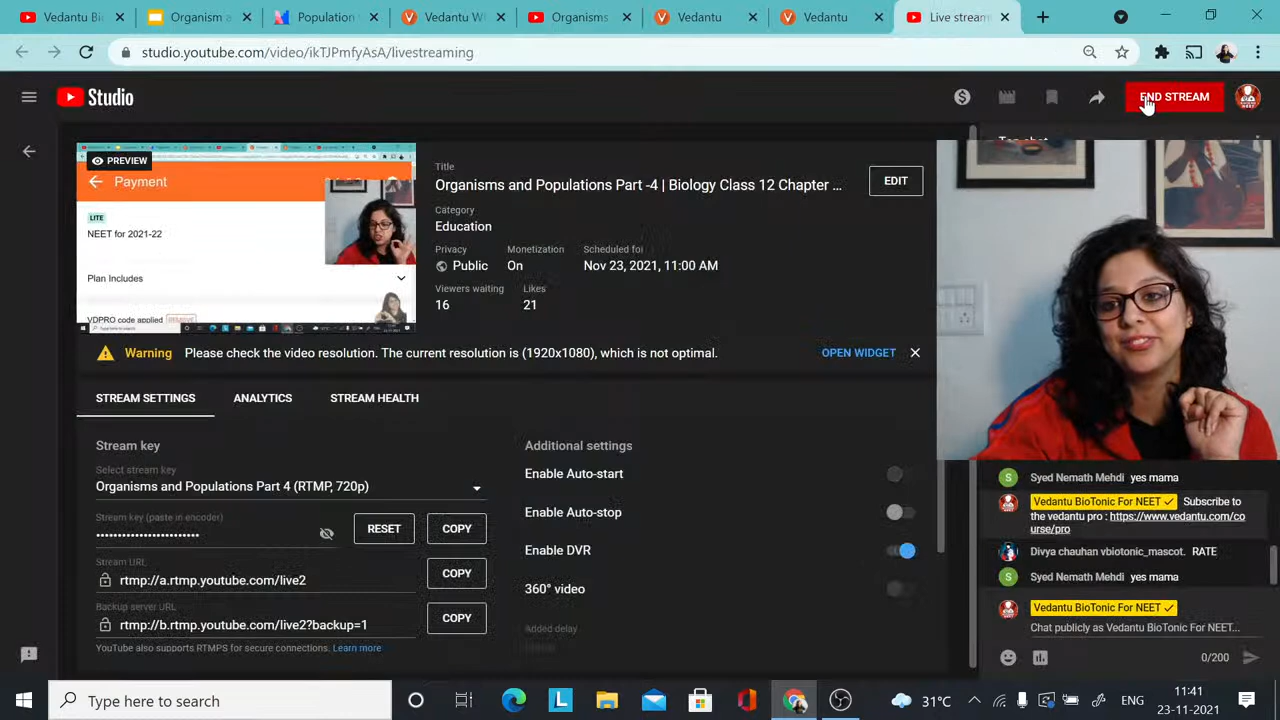 Vedantu Bio
Organism a
Population
Vedantu W
Organisms
Vedantu
Vedantu
Live stream
studio.youtube.com/video/ikTJPmfyAsA/livestreaming
Studio
END STREAM
PREVIEW
Payment
LITE
NEET for 2021-22
Plan Includes
VDPRO code applied REMOVE
Title
Organisms and Populations Part -4 | Biology Class 12 Chapter ...
EDIT
Category
Education
Privacy Monetization Scheduled for
Public On Nov 23, 2021, 11:00 AM
Viewers waiting Likes
16 21
Warning Please check the video resolution. The current resolution is (1920x1080), which is not optimal.
OPEN WIDGET
STREAM SETTINGS ANALYTICS STREAM HEALTH
Stream key
Select stream key
Organisms and Populations Part 4 (RTMP, 720p)
Stream key (paste in encoder)
••••••••••••••••••••••••
RESET COPY
Stream URL
rtmp://a.rtmp.youtube.com/live2
COPY
Backup server URL
rtmp://b.rtmp.youtube.com/live2?backup=1
COPY
YouTube also supports RTMPS for secure connections. Learn more
Additional settings
Enable Auto-start
Enable Auto-stop
Enable DVR
360° video
Added delay
Syed Nemath Mehdi yes mama
Vedantu BioTonic For NEET ✓ Subscribe to
the vedantu pro : https://www.vedantu.com/co
urse/pro
Divya chauhan vbiotonic_mascot. RATE
Syed Nemath Mehdi yes mama
Vedantu BioTonic For NEET ✓
Chat publicly as Vedantu BioTonic For NEET...
0/200
Type here to search
31°C
ENG
11:41
23-11-2021